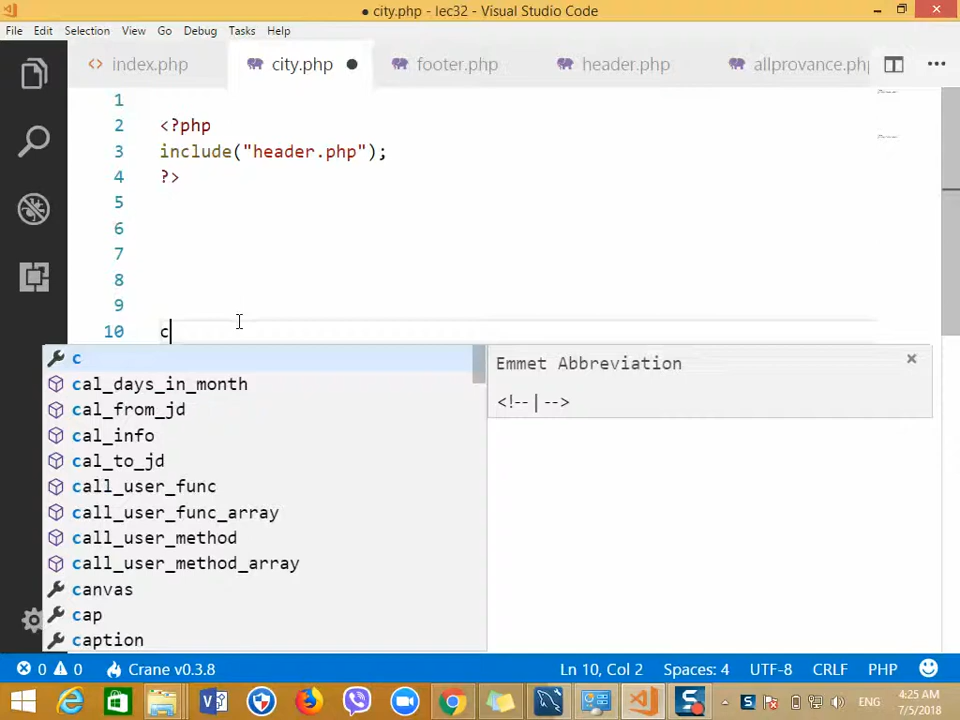 ● city.php - lec32 - Visual Studio Code
File Edit Selection View Go Debug Tasks Help
<> index.php city.php ● footer.php header.php allprovance.php •••
1
2 <?php
3 include("header.php");
4 ?>
5
6
7
8
9
10 c
c
cal_days_in_month
cal_from_jd
cal_info
cal_to_jd
call_user_func
call_user_func_array
call_user_method
call_user_method_array
canvas
cap
caption
Emmet Abbreviation ×
<!-- | -->
0 0 Crane v0.3.8 Ln 10, Col 2 Spaces: 4 UTF-8 CRLF PHP
ENG 4:25 AM
7/5/2018